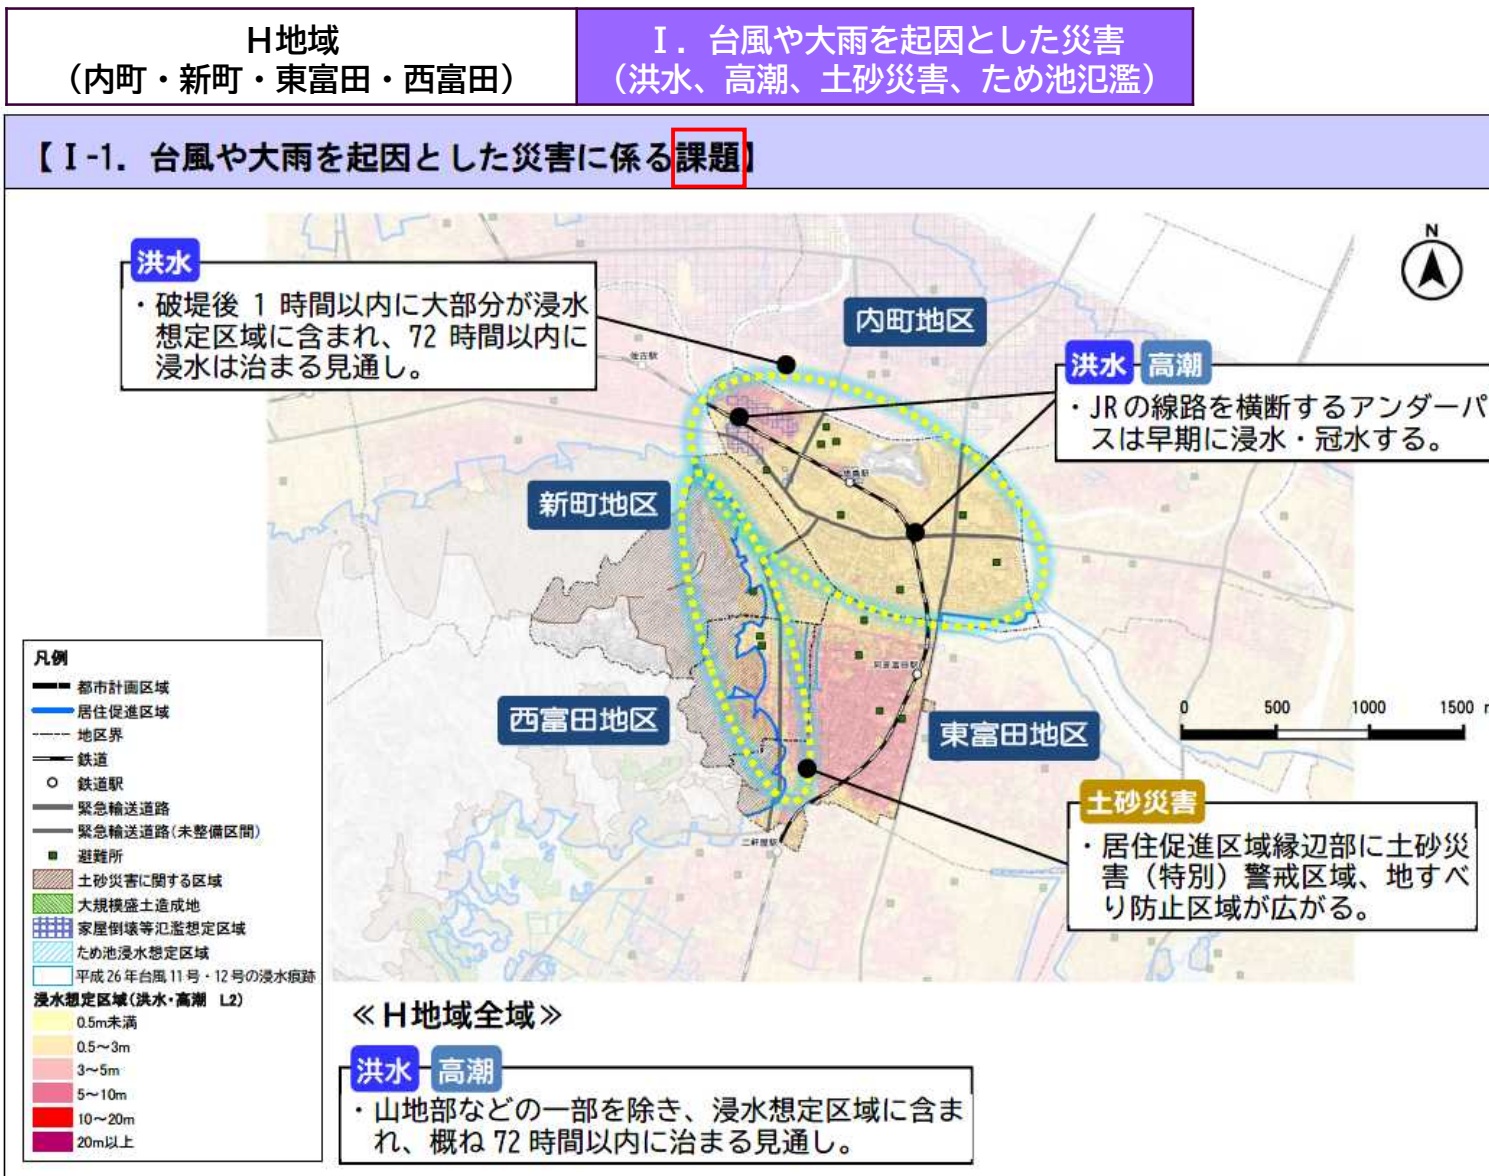 H地域
（内町・新町・東富田・西富田）
Ⅰ．台風や大雨を起因とした災害
（洪水、高潮、土砂災害、ため池氾濫）
【Ⅰ-1. 台風や大雨を起因とした災害に係る課題】
洪水
・破堤後 1 時間以内に大部分が浸水
想定区域に含まれ、72 時間以内に
浸水は治まる見通し。
内町地区
N
洪水 高潮
・JRの線路を横断するアンダーパ
スは早期に浸水・冠水する。
佐古駅
徳島駅
新町地区
西富田地区
阿波富田駅
東富田地区
二軒屋駅
0 500 1000 1500 m
土砂災害
・居住促進区域縁辺部に土砂災
害（特別）警戒区域、地すべ
り防止区域が広がる。
凡例
都市計画区域
居住促進区域
地区界
鉄道
鉄道駅
緊急輸送道路
緊急輸送道路(未整備区間)
避難所
土砂災害に関する区域
大規模盛土造成地
家屋倒壊等氾濫想定区域
ため池浸水想定区域
平成26年台風11号・12号の浸水痕跡
浸水想定区域(洪水・高潮 L2)
0.5m未満
0.5～3m
3～5m
5～10m
10～20m
20m以上
≪H地域全域≫
洪水 高潮
・山地部などの一部を除き、浸水想定区域に含ま
れ、概ね 72 時間以内に治まる見通し。